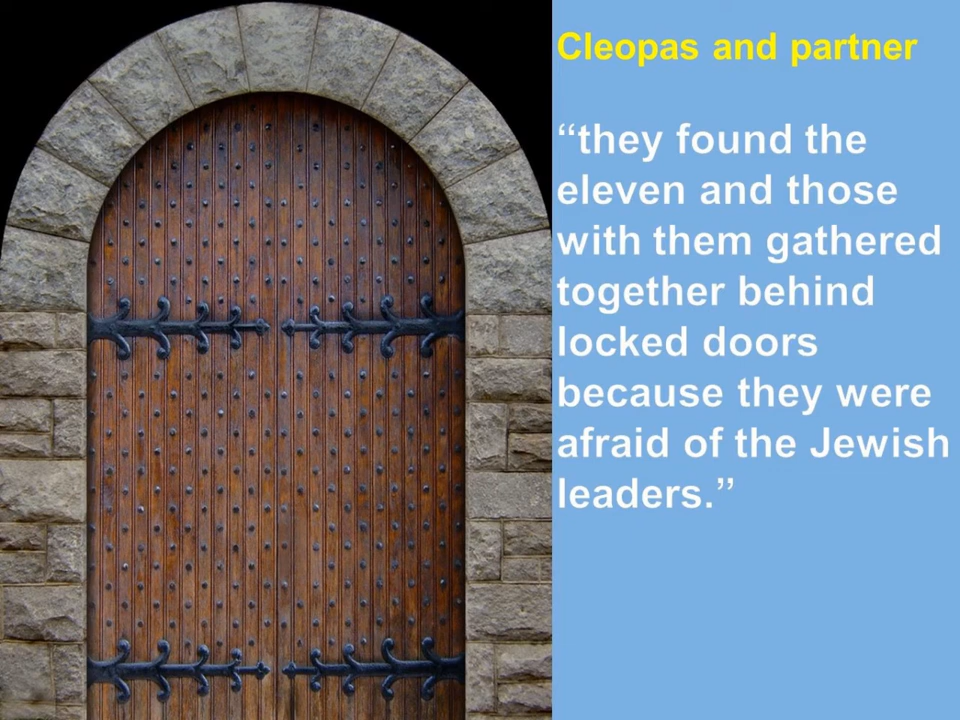 Cleopas and partner
“they found the
eleven and those
with them gathered
together behind
locked doors
because they were
afraid of the Jewish
leaders.”